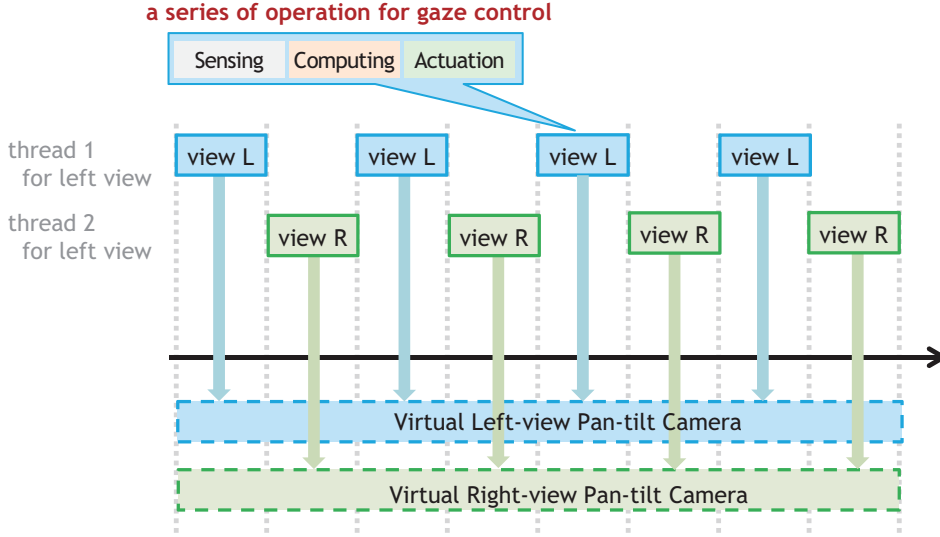 a series of operation for gaze control
Sensing Computing Actuation
thread 1
for left view
view L view L view L view L
thread 2
for left view
view R view R view R view R
Virtual Left-view Pan-tilt Camera
Virtual Right-view Pan-tilt Camera